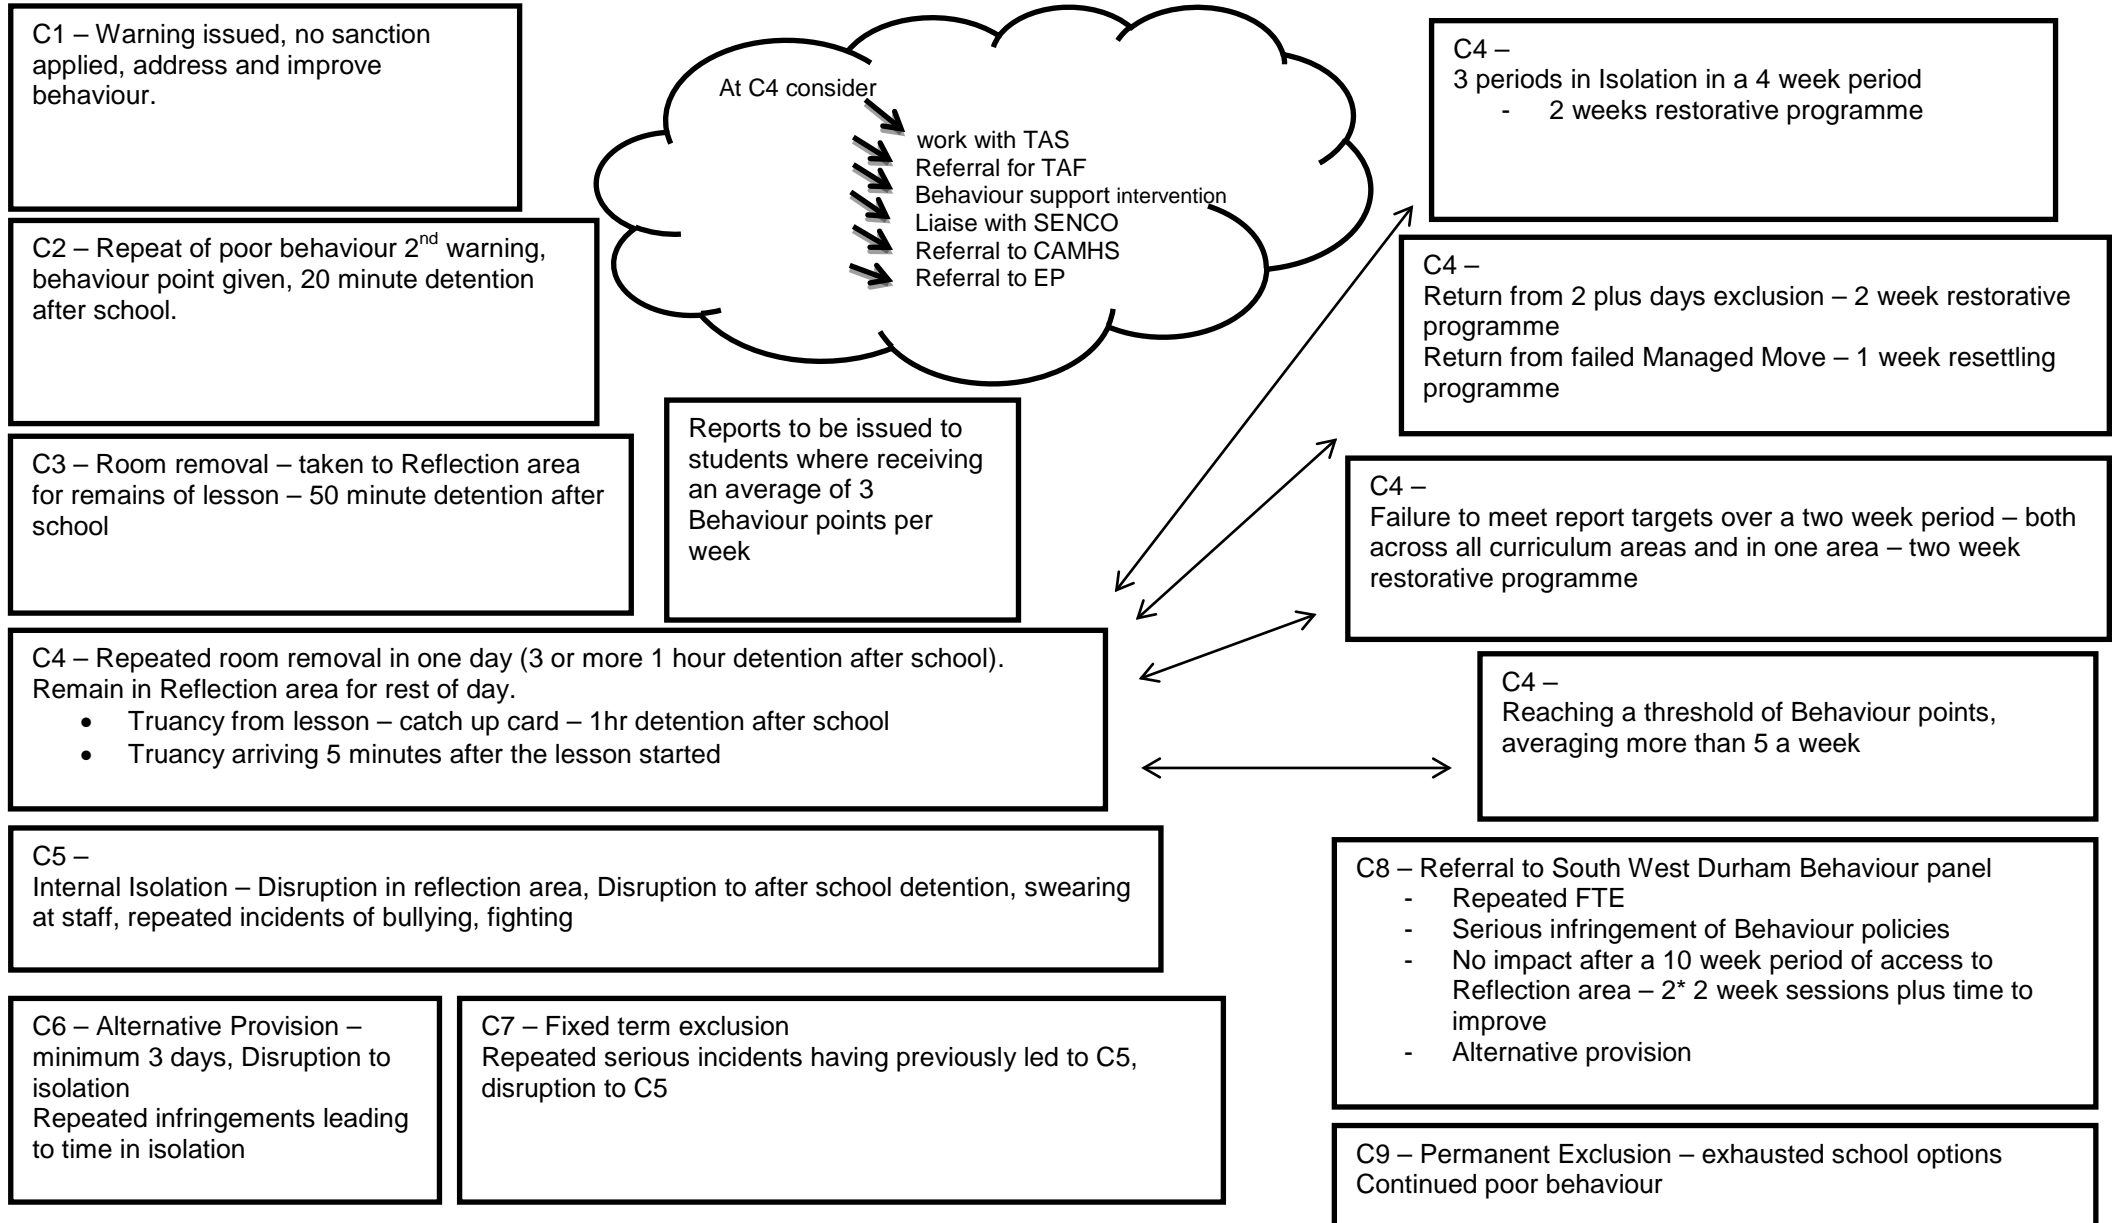 C1 – Warning issued, no sanction
applied, address and improve
behaviour.
C2 – Repeat of poor behaviour 2nd warning,
behaviour point given, 20 minute detention
after school.
C3 – Room removal – taken to Reflection area
for remains of lesson – 50 minute detention after
school
At C4 consider
work with TAS
Referral for TAF
Behaviour support intervention
Liaise with SENCO
Referral to CAMHS
Referral to EP
Reports to be issued to
students where receiving
an average of 3
Behaviour points per
week
C4 – Repeated room removal in one day (3 or more 1 hour detention after school).
Remain in Reflection area for rest of day.
• Truancy from lesson – catch up card – 1hr detention after school
• Truancy arriving 5 minutes after the lesson started
C5 –
Internal Isolation – Disruption in reflection area, Disruption to after school detention, swearing
at staff, repeated incidents of bullying, fighting
C6 – Alternative Provision –
minimum 3 days, Disruption to
isolation
Repeated infringements leading
to time in isolation
C7 – Fixed term exclusion
Repeated serious incidents having previously led to C5,
disruption to C5
C4 –
3 periods in Isolation in a 4 week period
- 2 weeks restorative programme
C4 –
Return from 2 plus days exclusion – 2 week restorative
programme
Return from failed Managed Move – 1 week resettling
programme
C4 –
Failure to meet report targets over a two week period – both
across all curriculum areas and in one area – two week
restorative programme
C4 –
Reaching a threshold of Behaviour points,
averaging more than 5 a week
C8 – Referral to South West Durham Behaviour panel
- Repeated FTE
- Serious infringement of Behaviour policies
- No impact after a 10 week period of access to
Reflection area – 2* 2 week sessions plus time to
improve
- Alternative provision
C9 – Permanent Exclusion – exhausted school options
Continued poor behaviour